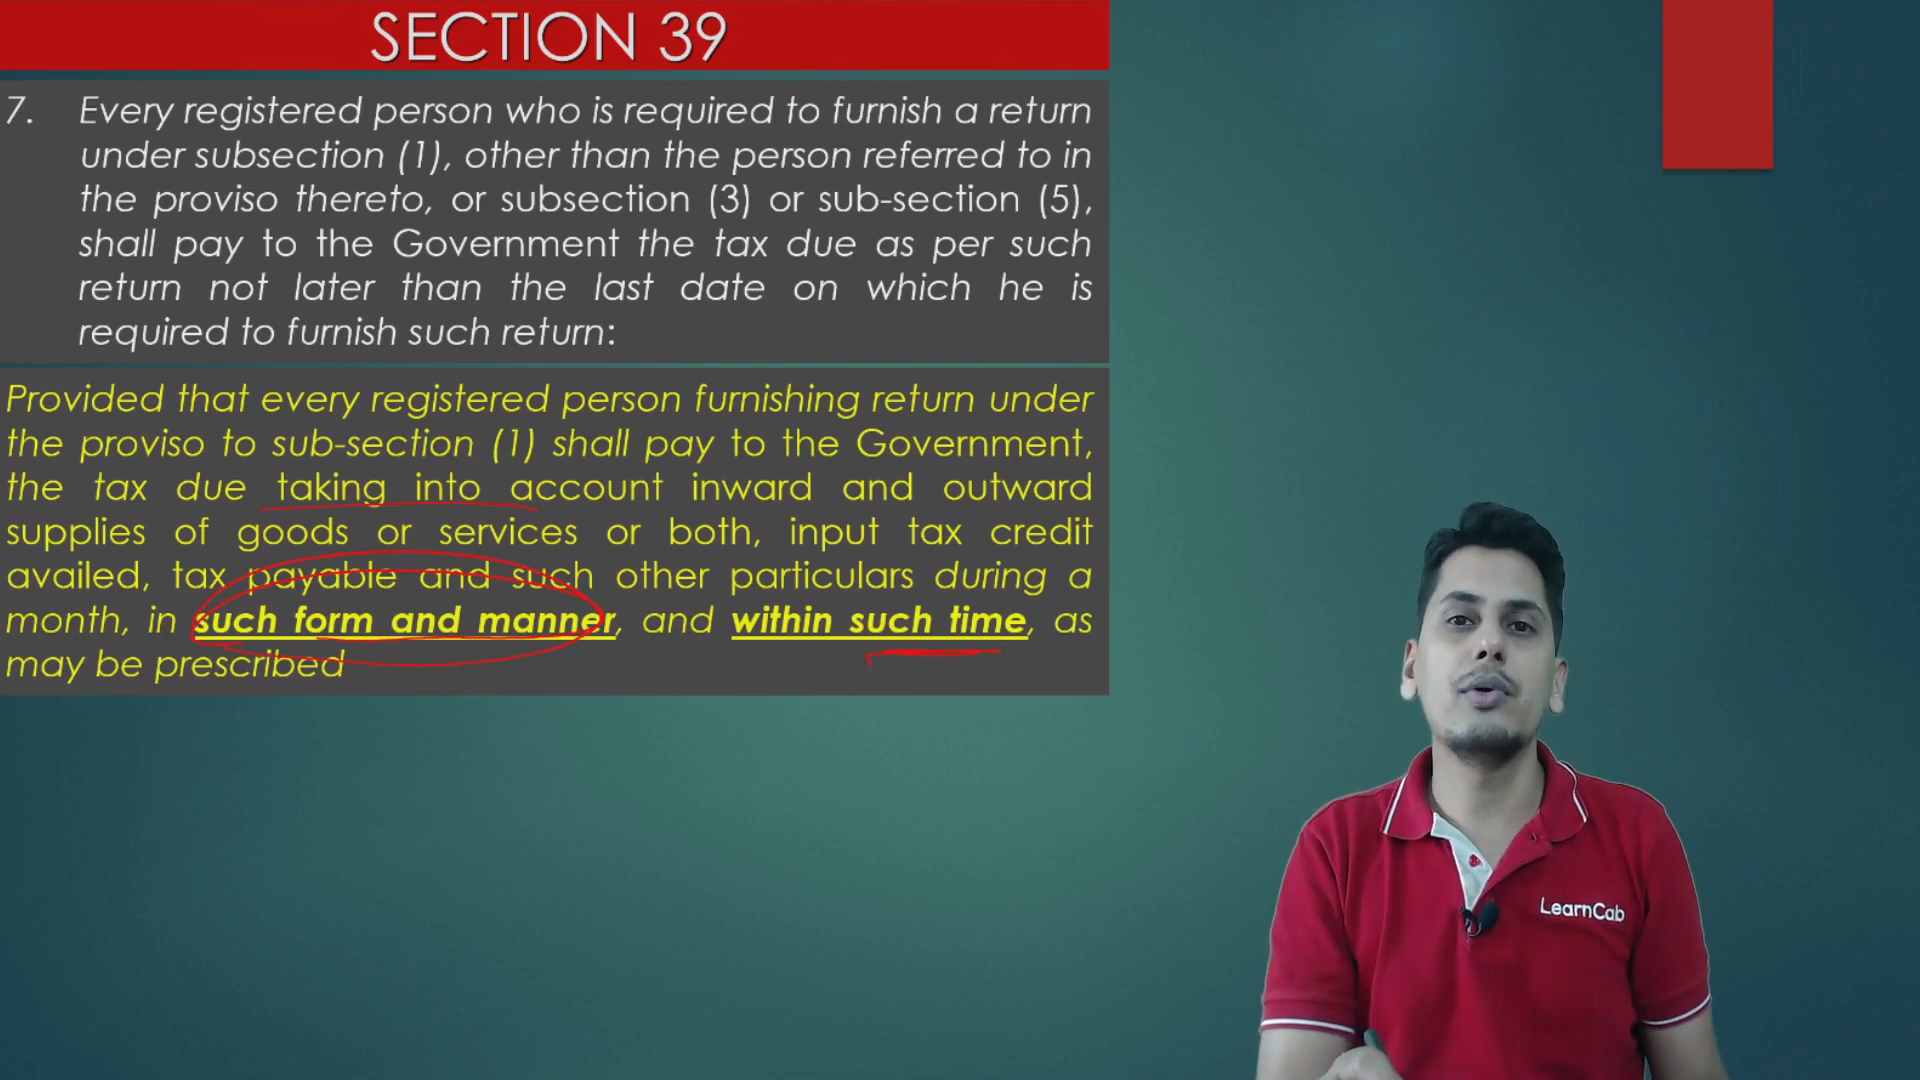 SECTION 39
7. Every registered person who is required to furnish a return
under subsection (1), other than the person referred to in
the proviso thereto, or subsection (3) or sub-section (5),
shall pay to the Government the tax due as per such
return not later than the last date on which he is
required to furnish such return:
Provided that every registered person furnishing return under
the proviso to sub-section (1) shall pay to the Government,
the tax due taking into account inward and outward
supplies of goods or services or both, input tax credit
availed, tax payable and such other particulars during a
month, in such form and manner, and within such time, as
may be prescribed
LearnCab